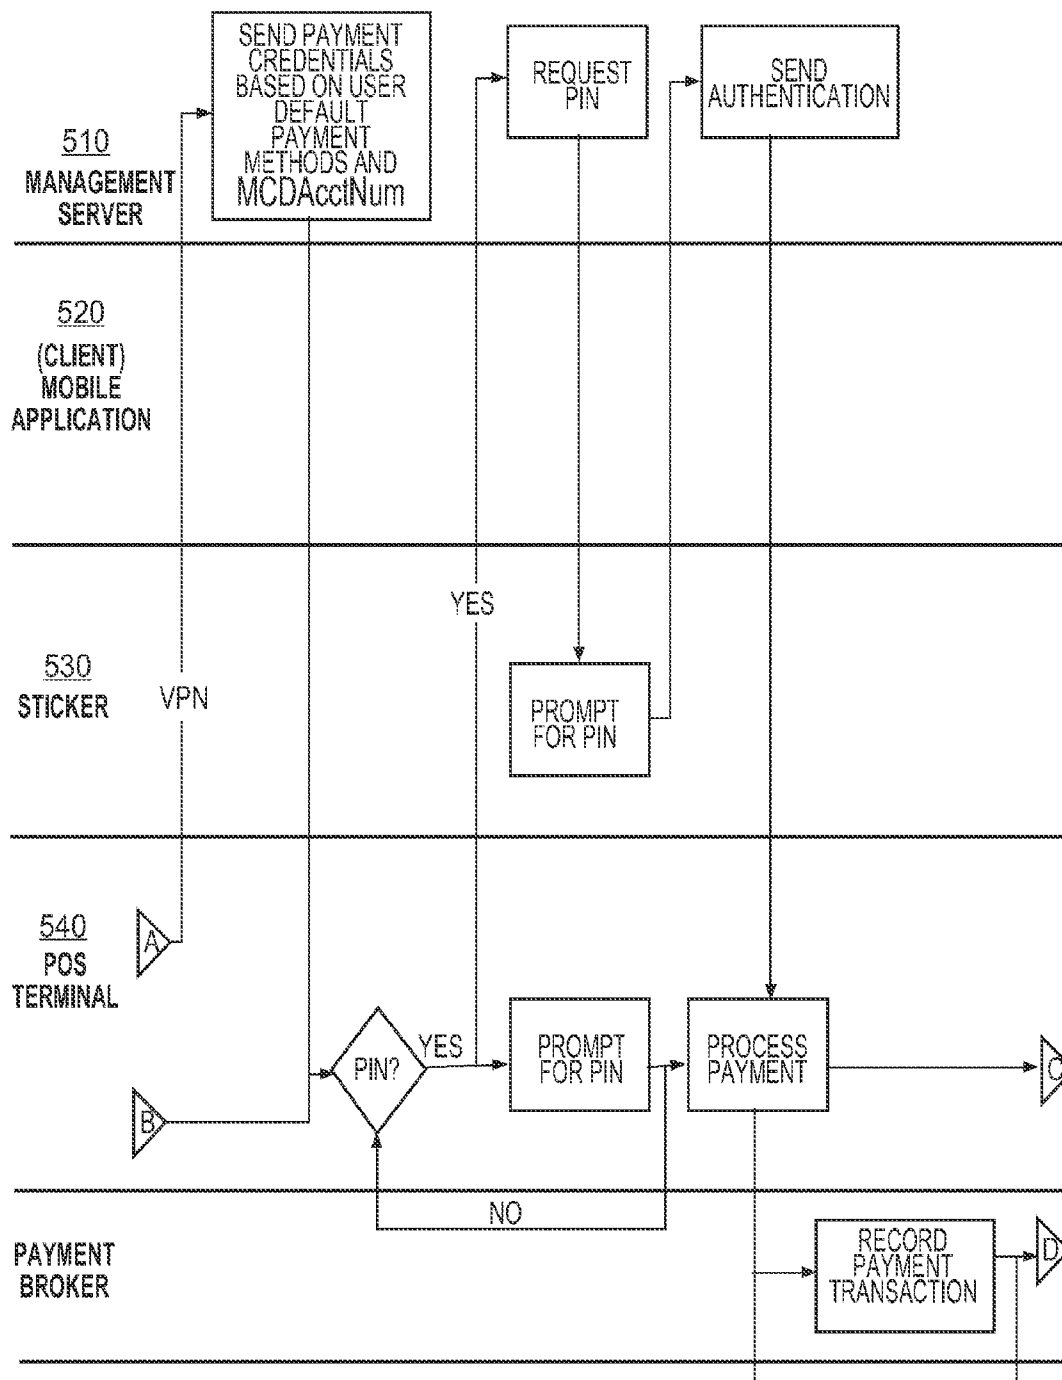 SEND PAYMENT
CREDENTIALS
BASED ON USER
DEFAULT
PAYMENT
METHODS AND
MCDAcctNum
REQUEST
PIN
SEND
AUTHENTICATION
510
MANAGEMENT
SERVER
520
(CLIENT)
MOBILE
APPLICATION
YES
530
STICKER
VPN
PROMPT
FOR PIN
540
POS
TERMINAL
A
B
PIN?
YES
PROMPT
FOR PIN
PROCESS
PAYMENT
C
NO
PAYMENT
BROKER
RECORD
PAYMENT
TRANSACTION
D